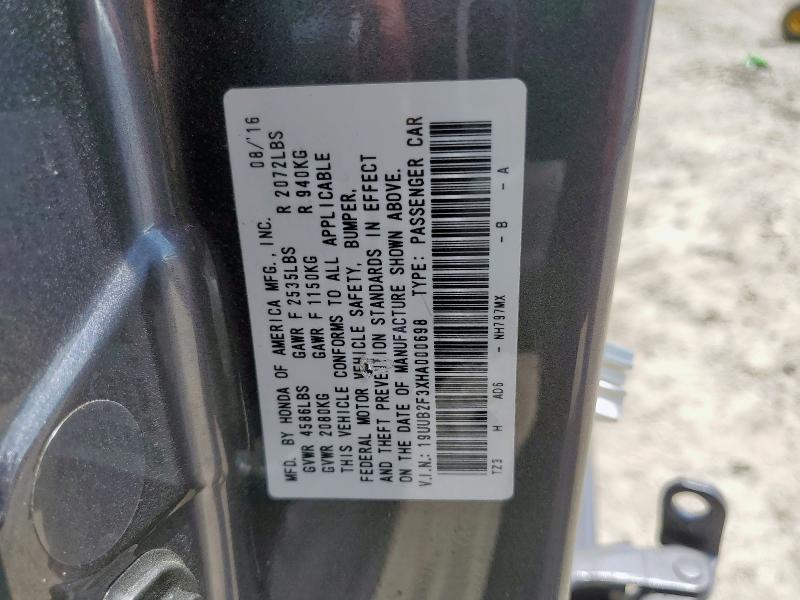 MFD. BY HONDA OF AMERICA MFG., INC. 08/'16
GVWR 4586LBS GAWR F 2535LBS R 2072LBS
GVWR 2080KG GAWR F 1150KG R 940KG
THIS VEHICLE CONFORMS TO ALL APPLICABLE
FEDERAL MOTOR VEHICLE SAFETY, BUMPER,
AND THEFT PREVENTION STANDARDS IN EFFECT
ON THE DATE OF MANUFACTURE SHOWN ABOVE.
V.I.N.: 19UUB2F3XHA000698 TYPE: PASSENGER CAR
TZ3 H AD6 - NH797MX - B - A